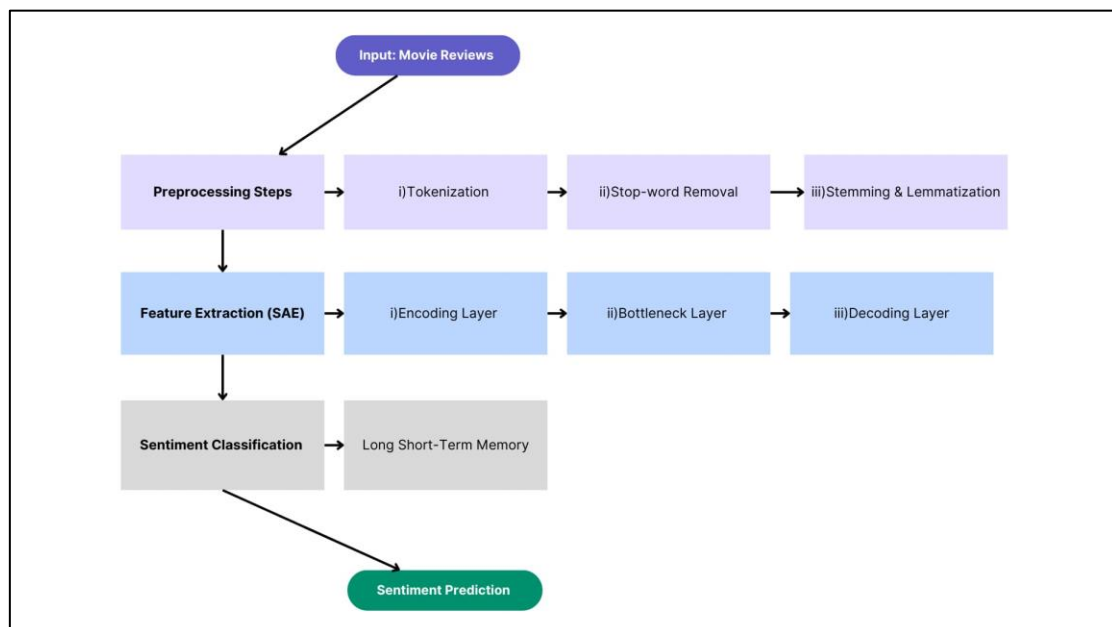 Input: Movie Reviews
Preprocessing Steps
i)Tokenization
ii)Stop-word Removal
iii)Stemming & Lemmatization
Feature Extraction (SAE)
i)Encoding Layer
ii)Bottleneck Layer
iii)Decoding Layer
Sentiment Classification
Long Short-Term Memory
Sentiment Prediction